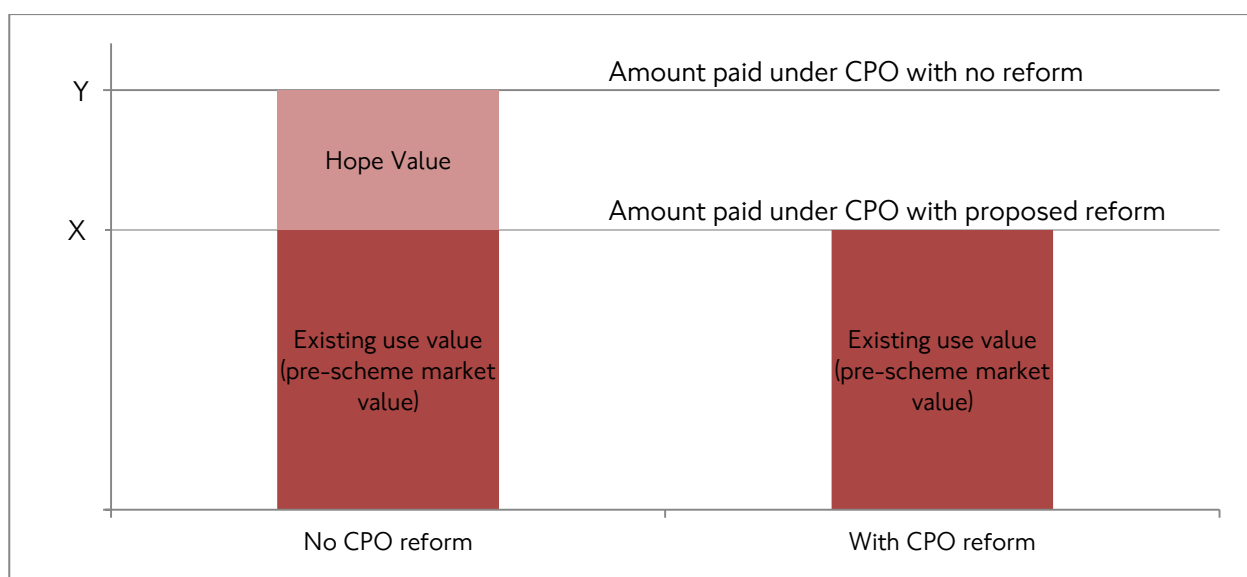 Amount paid under CPO with no reform
Y
Hope Value
Amount paid under CPO with proposed reform
X
Existing use value
(pre-scheme market
value)
Existing use value
(pre-scheme market
value)
No CPO reform
With CPO reform